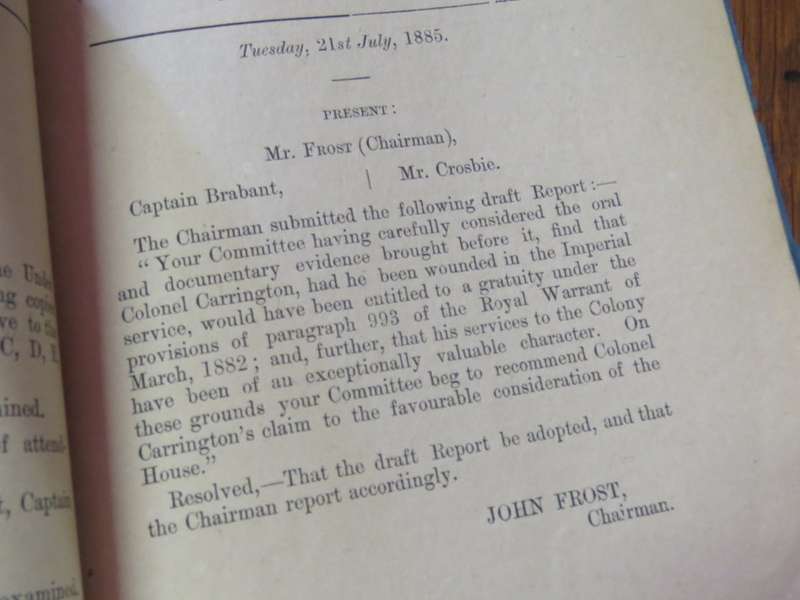 Tuesday, 21st July, 1885.
PRESENT:
Mr. FROST (Chairman),
Captain Brabant, | Mr. Crosbie.
The Chairman submitted the following draft Report:—
“Your Committee having carefully considered the oral
and documentary evidence brought before it, find that
Colonel Carrington, had he been wounded in the Imperial
service, would have been entitled to a gratuity under the
provisions of paragraph 993 of the Royal Warrant of
March, 1882; and, further, that his services to the Colony
have been of an exceptionally valuable character. On
these grounds your Committee beg to recommend Colonel
Carrington's claim to the favourable consideration of the
House.”
Resolved,—That the draft Report be adopted, and that
the Chairman report accordingly.
JOHN FROST,
Chairman.
C, D,
of attend-
Captain
examined.